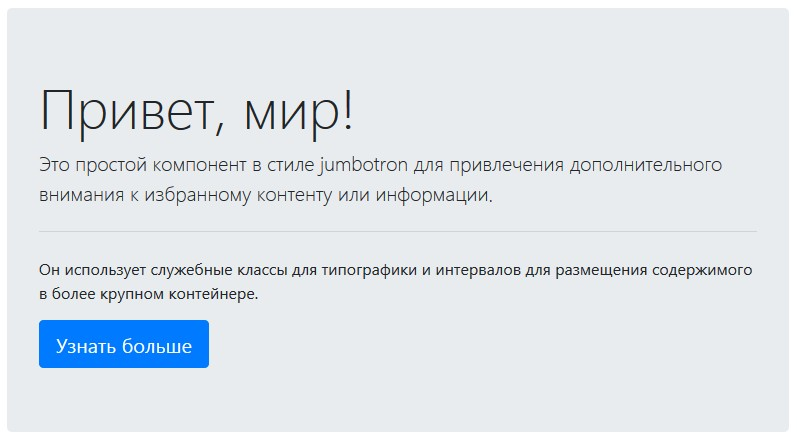 Привет, мир!
Это простой компонент в стиле jumbotron для привлечения дополнительного
внимания к избранному контенту или информации.
Он использует служебные классы для типографики и интервалов для размещения содержимого
в более крупном контейнере.
Узнать больше